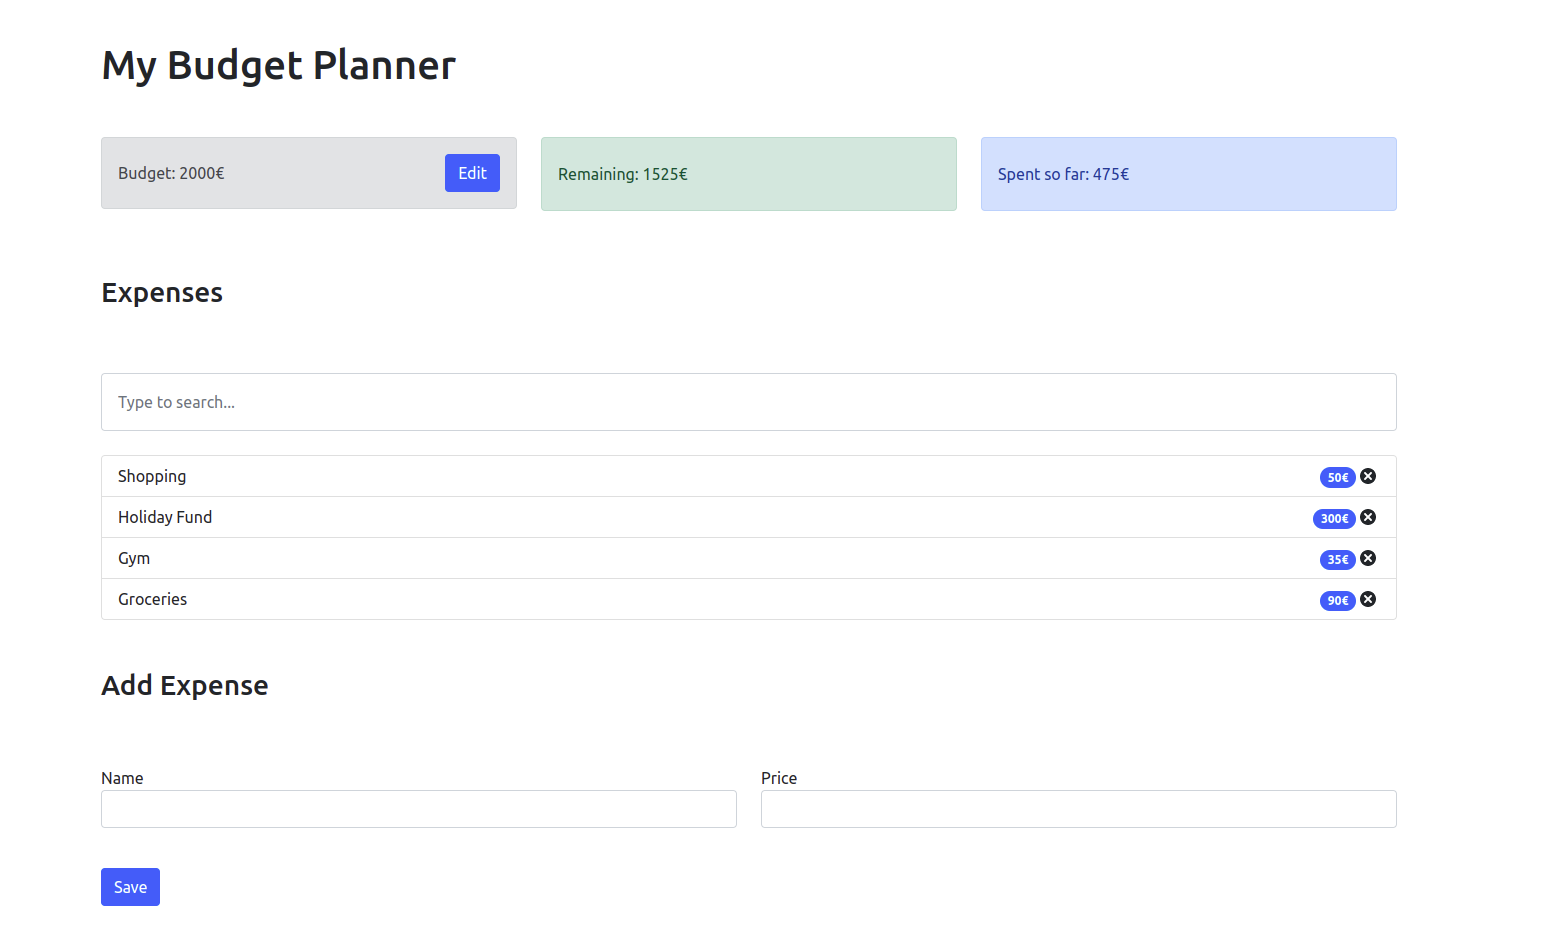 My Budget Planner
Budget: 2000€ Edit Remaining: 1525€ Spent so far: 475€
Expenses
Type to search...
Shopping 50€
Holiday Fund 300€
Gym 35€
Groceries 90€
Add Expense
Name Price
Save